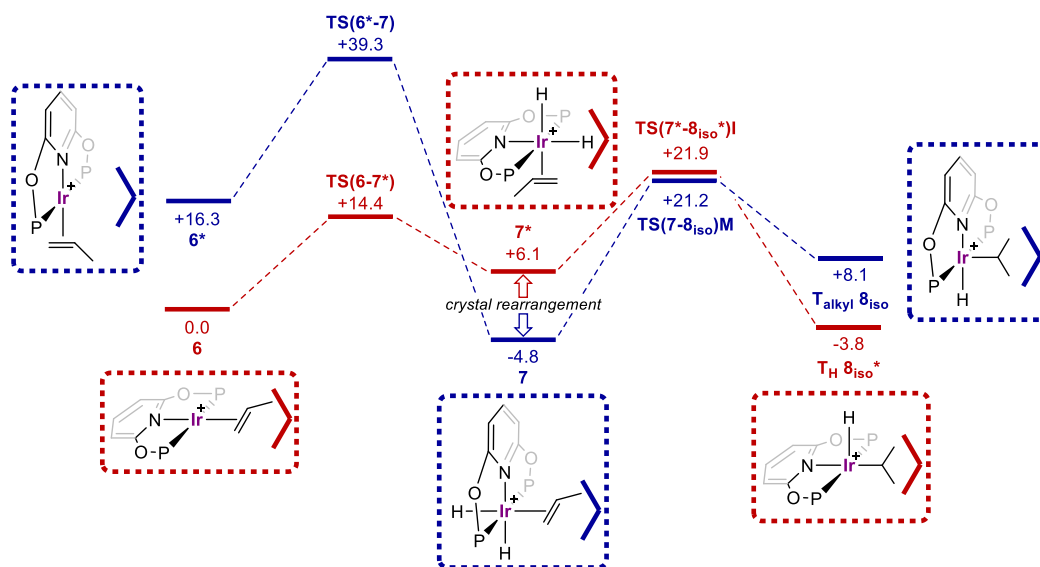 TS(6*-7)
+39.3
N
O
O
P
Ir
+
P
+16.3
6*
TS(6-7*)
+14.4
H
O
P
N
Ir
+
H
O-P
7*
+6.1
crystal rearrangement
-4.8
7
TS(7*-8iso*)I
+21.9
+21.2
TS(7-8iso)M
+8.1
Talkyl 8iso
N
O
O
P
Ir
+
P
H
0.0
6
O
P
N
Ir
+
O-P
N
O
O
P
H
Ir
+
P
H
-3.8
TH 8iso*
H
O
P
N
Ir
+
O-P